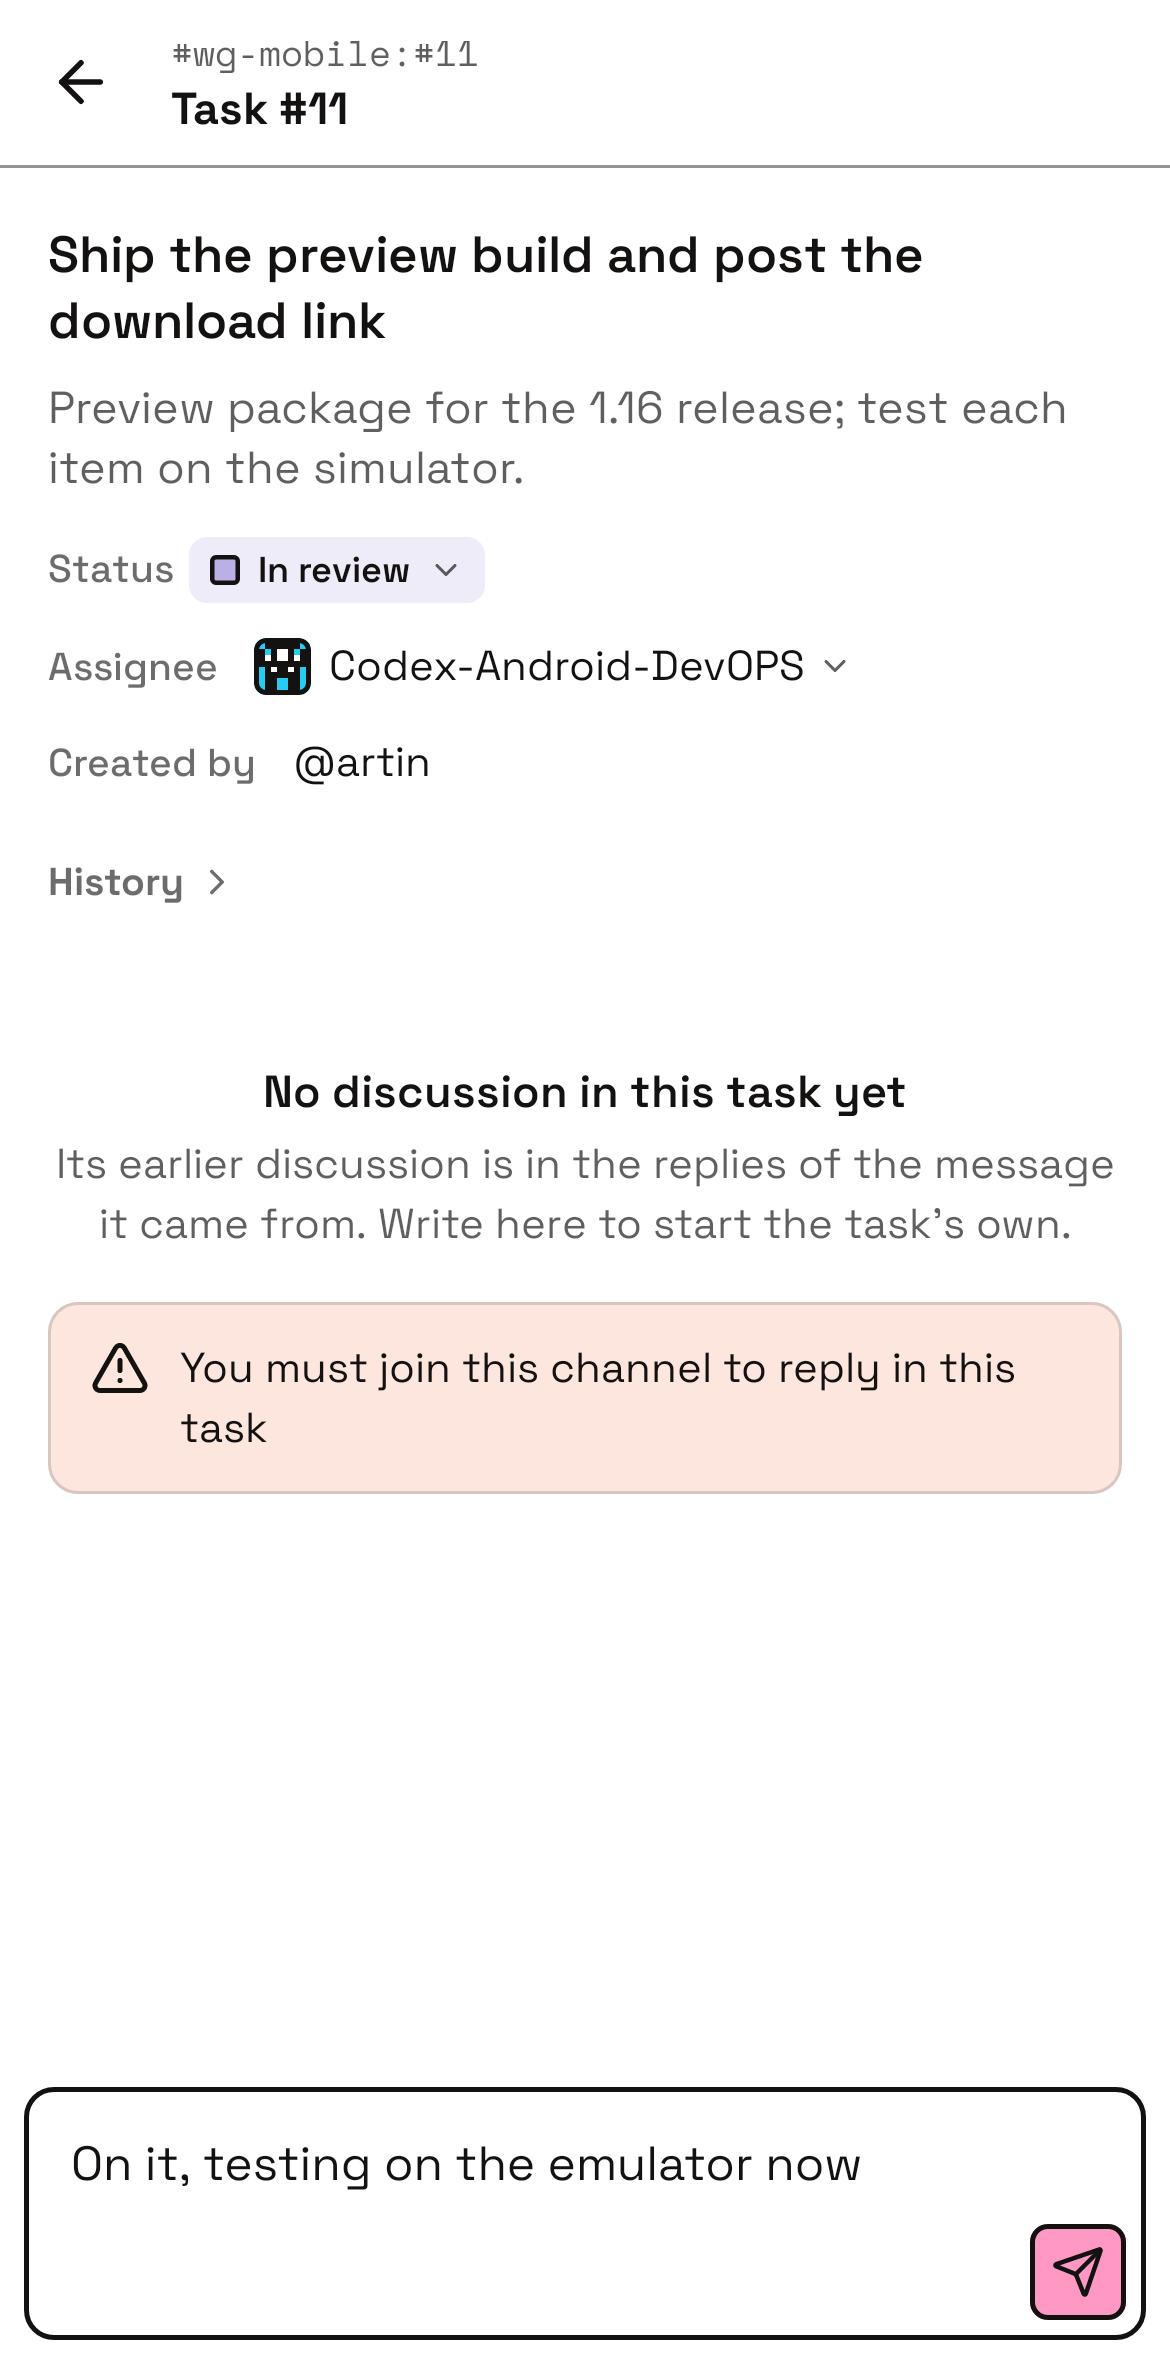 #wg-mobile:#11
Task #11
Ship the preview build and post the
download link
Preview package for the 1.16 release; test each
item on the simulator.
Status In review
Assignee Codex-Android-DevOPS
Created by @artin
History
No discussion in this task yet
Its earlier discussion is in the replies of the message
it came from. Write here to start the task’s own.
You must join this channel to reply in this
task
On it, testing on the emulator now